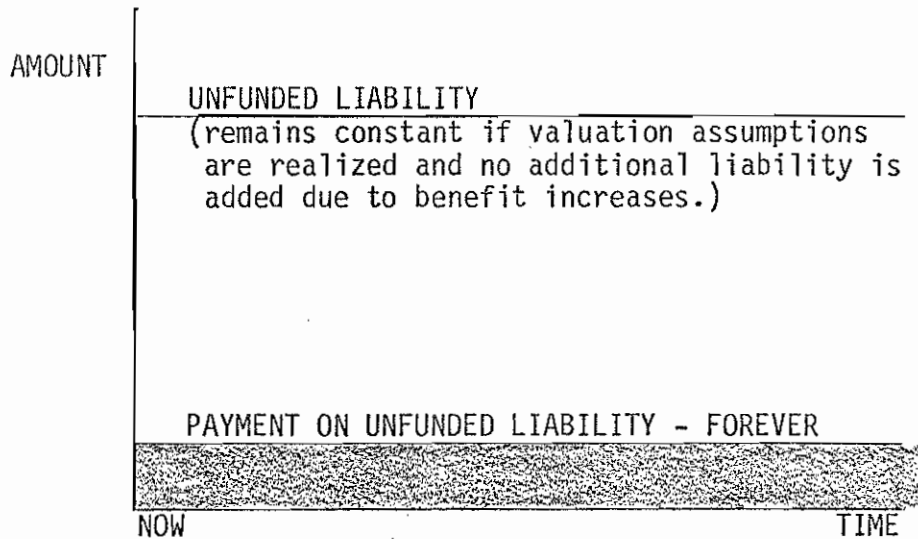 AMOUNT
UNFUNDED LIABILITY
(remains constant if valuation assumptions
are realized and no additional liability is
added due to benefit increases.)
PAYMENT ON UNFUNDED LIABILITY - FOREVER
NOW TIME